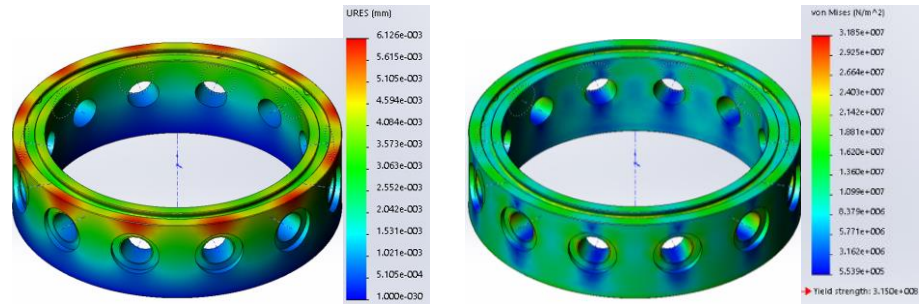 URES (mm)
6.126e-003
5.615e-003
5.105e-003
4.594e-003
4.084e-003
3.573e-003
3.063e-003
2.552e-003
2.042e-003
1.531e-003
1.021e-003
5.105e-004
1.000e-030
von Mises (N/m^2)
3.185e+007
2.925e+007
2.664e+007
2.403e+007
2.142e+007
1.881e+007
1.620e+007
1.360e+007
1.099e+007
8.379e+006
5.771e+006
3.162e+006
5.539e+005
Yield strength: 3.150e+008